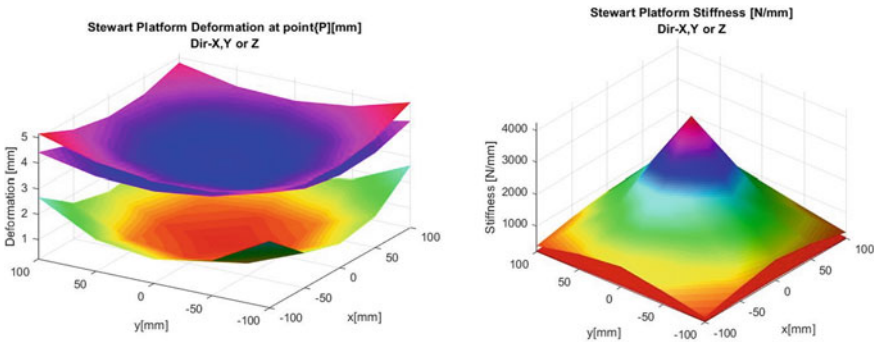 Stewart Platform Deformation at point{P}[mm]
Dir-X,Y or Z
5
4
3
2
1
Deformation [mm]
100
50
0
-50
-100
y[mm]
-100
-50
0
50
100
x[mm]
Stewart Platform Stiffness [N/mm]
Dir-X,Y or Z
4000
3000
2000
1000
Stiffness [N/mm]
100
50
0
-50
-100
y[mm]
-100
-50
0
50
100
x[mm]